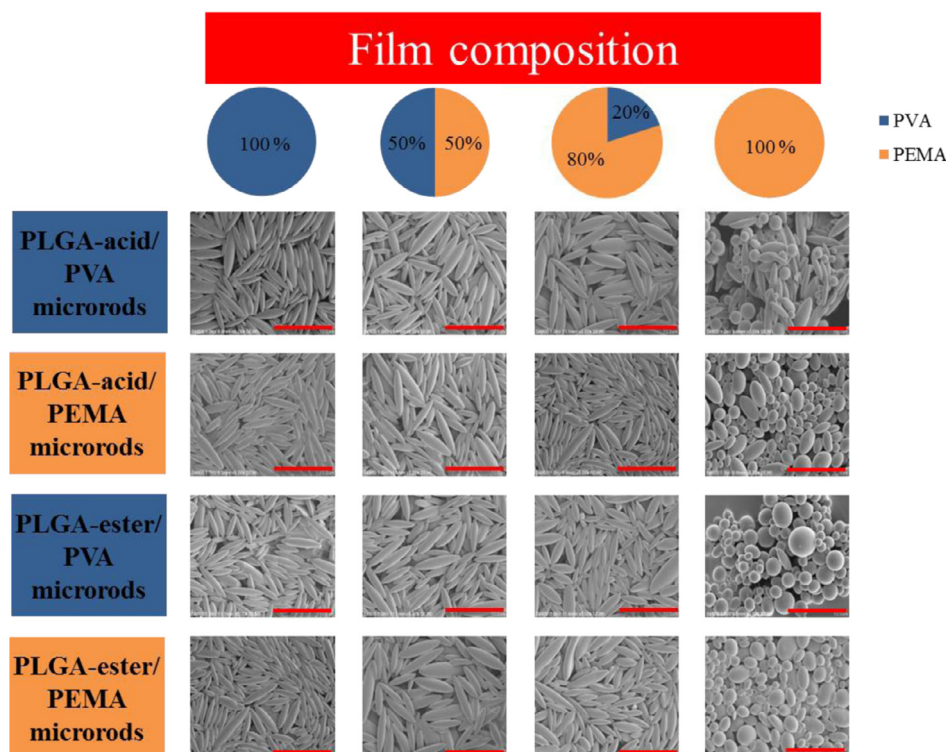 Film composition
100 %
50%
50%
20%
80%
100 %
PVA
PEMA
PLGA-acid/
PVA
microrods
PLGA-acid/
PEMA
microrods
PLGA-ester/
PVA
microrods
PLGA-ester/
PEMA
microrods